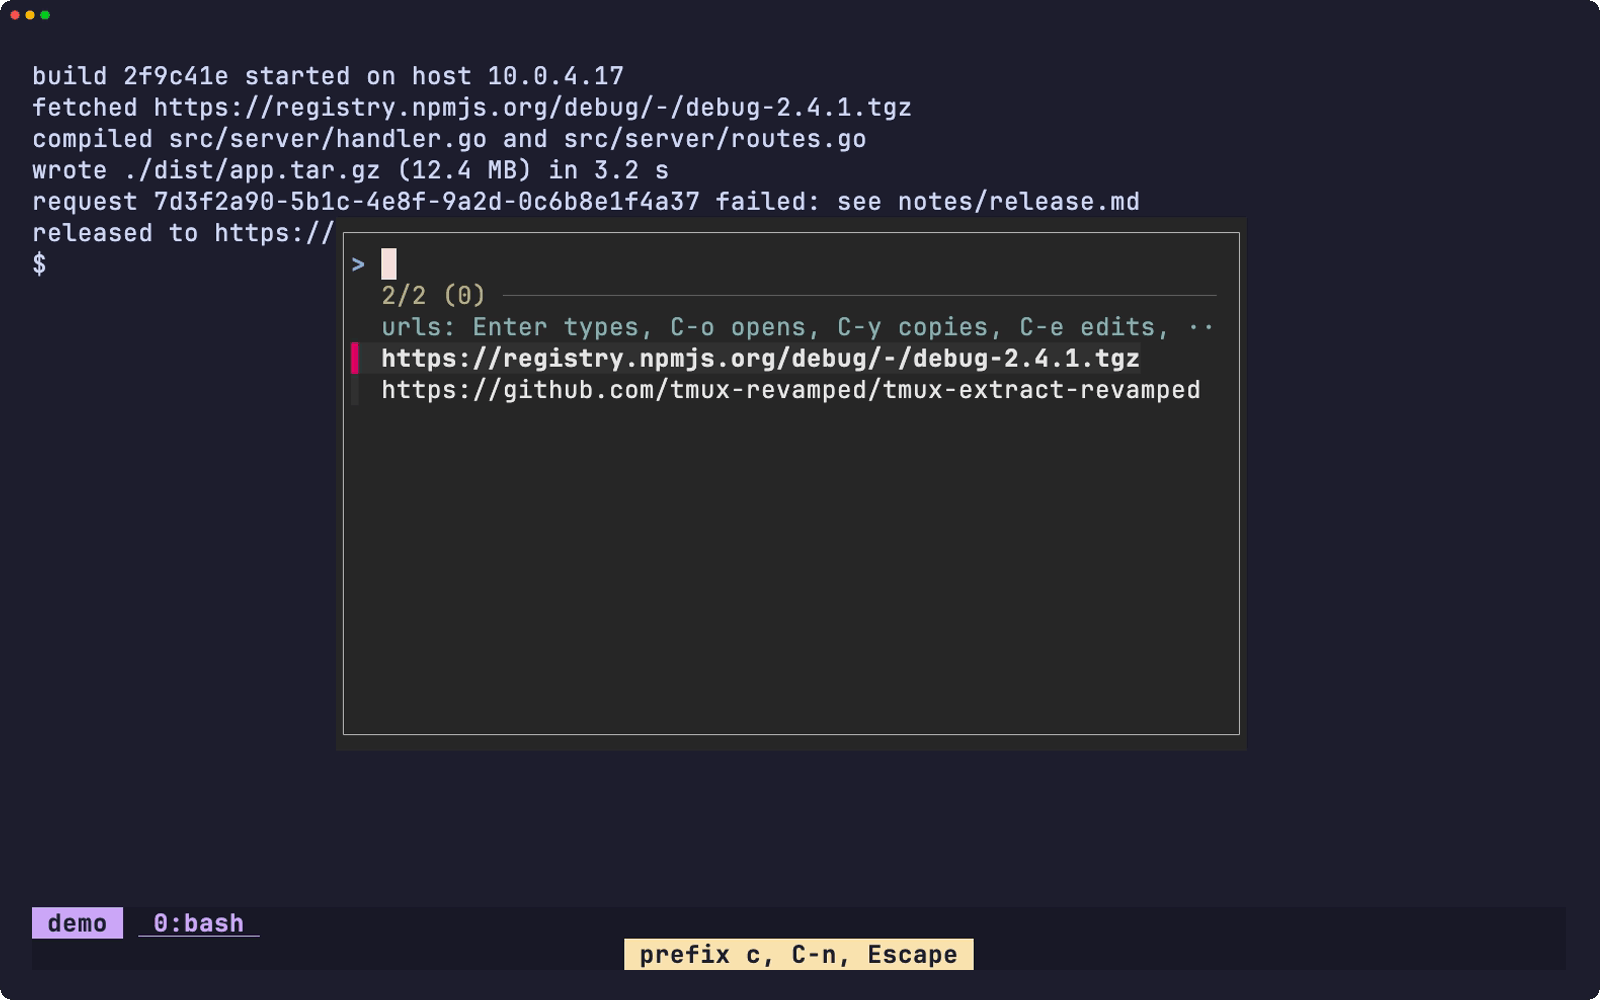 build 2f9c41e started on host 10.0.4.17
fetched https://registry.npmjs.org/debug/-/debug-2.4.1.tgz
compiled src/server/handler.go and src/server/routes.go
wrote ./dist/app.tar.gz (12.4 MB) in 3.2 s
request 7d3f2a90-5b1c-4e8f-9a2d-0c6b8e1f4a37 failed: see notes/release.md
released to https://
$
>
2/2 (0)
urls: Enter types, C-o opens, C-y copies, C-e edits, ··
https://registry.npmjs.org/debug/-/debug-2.4.1.tgz
https://github.com/tmux-revamped/tmux-extract-revamped
demo 0:bash
prefix c, C-n, Escape